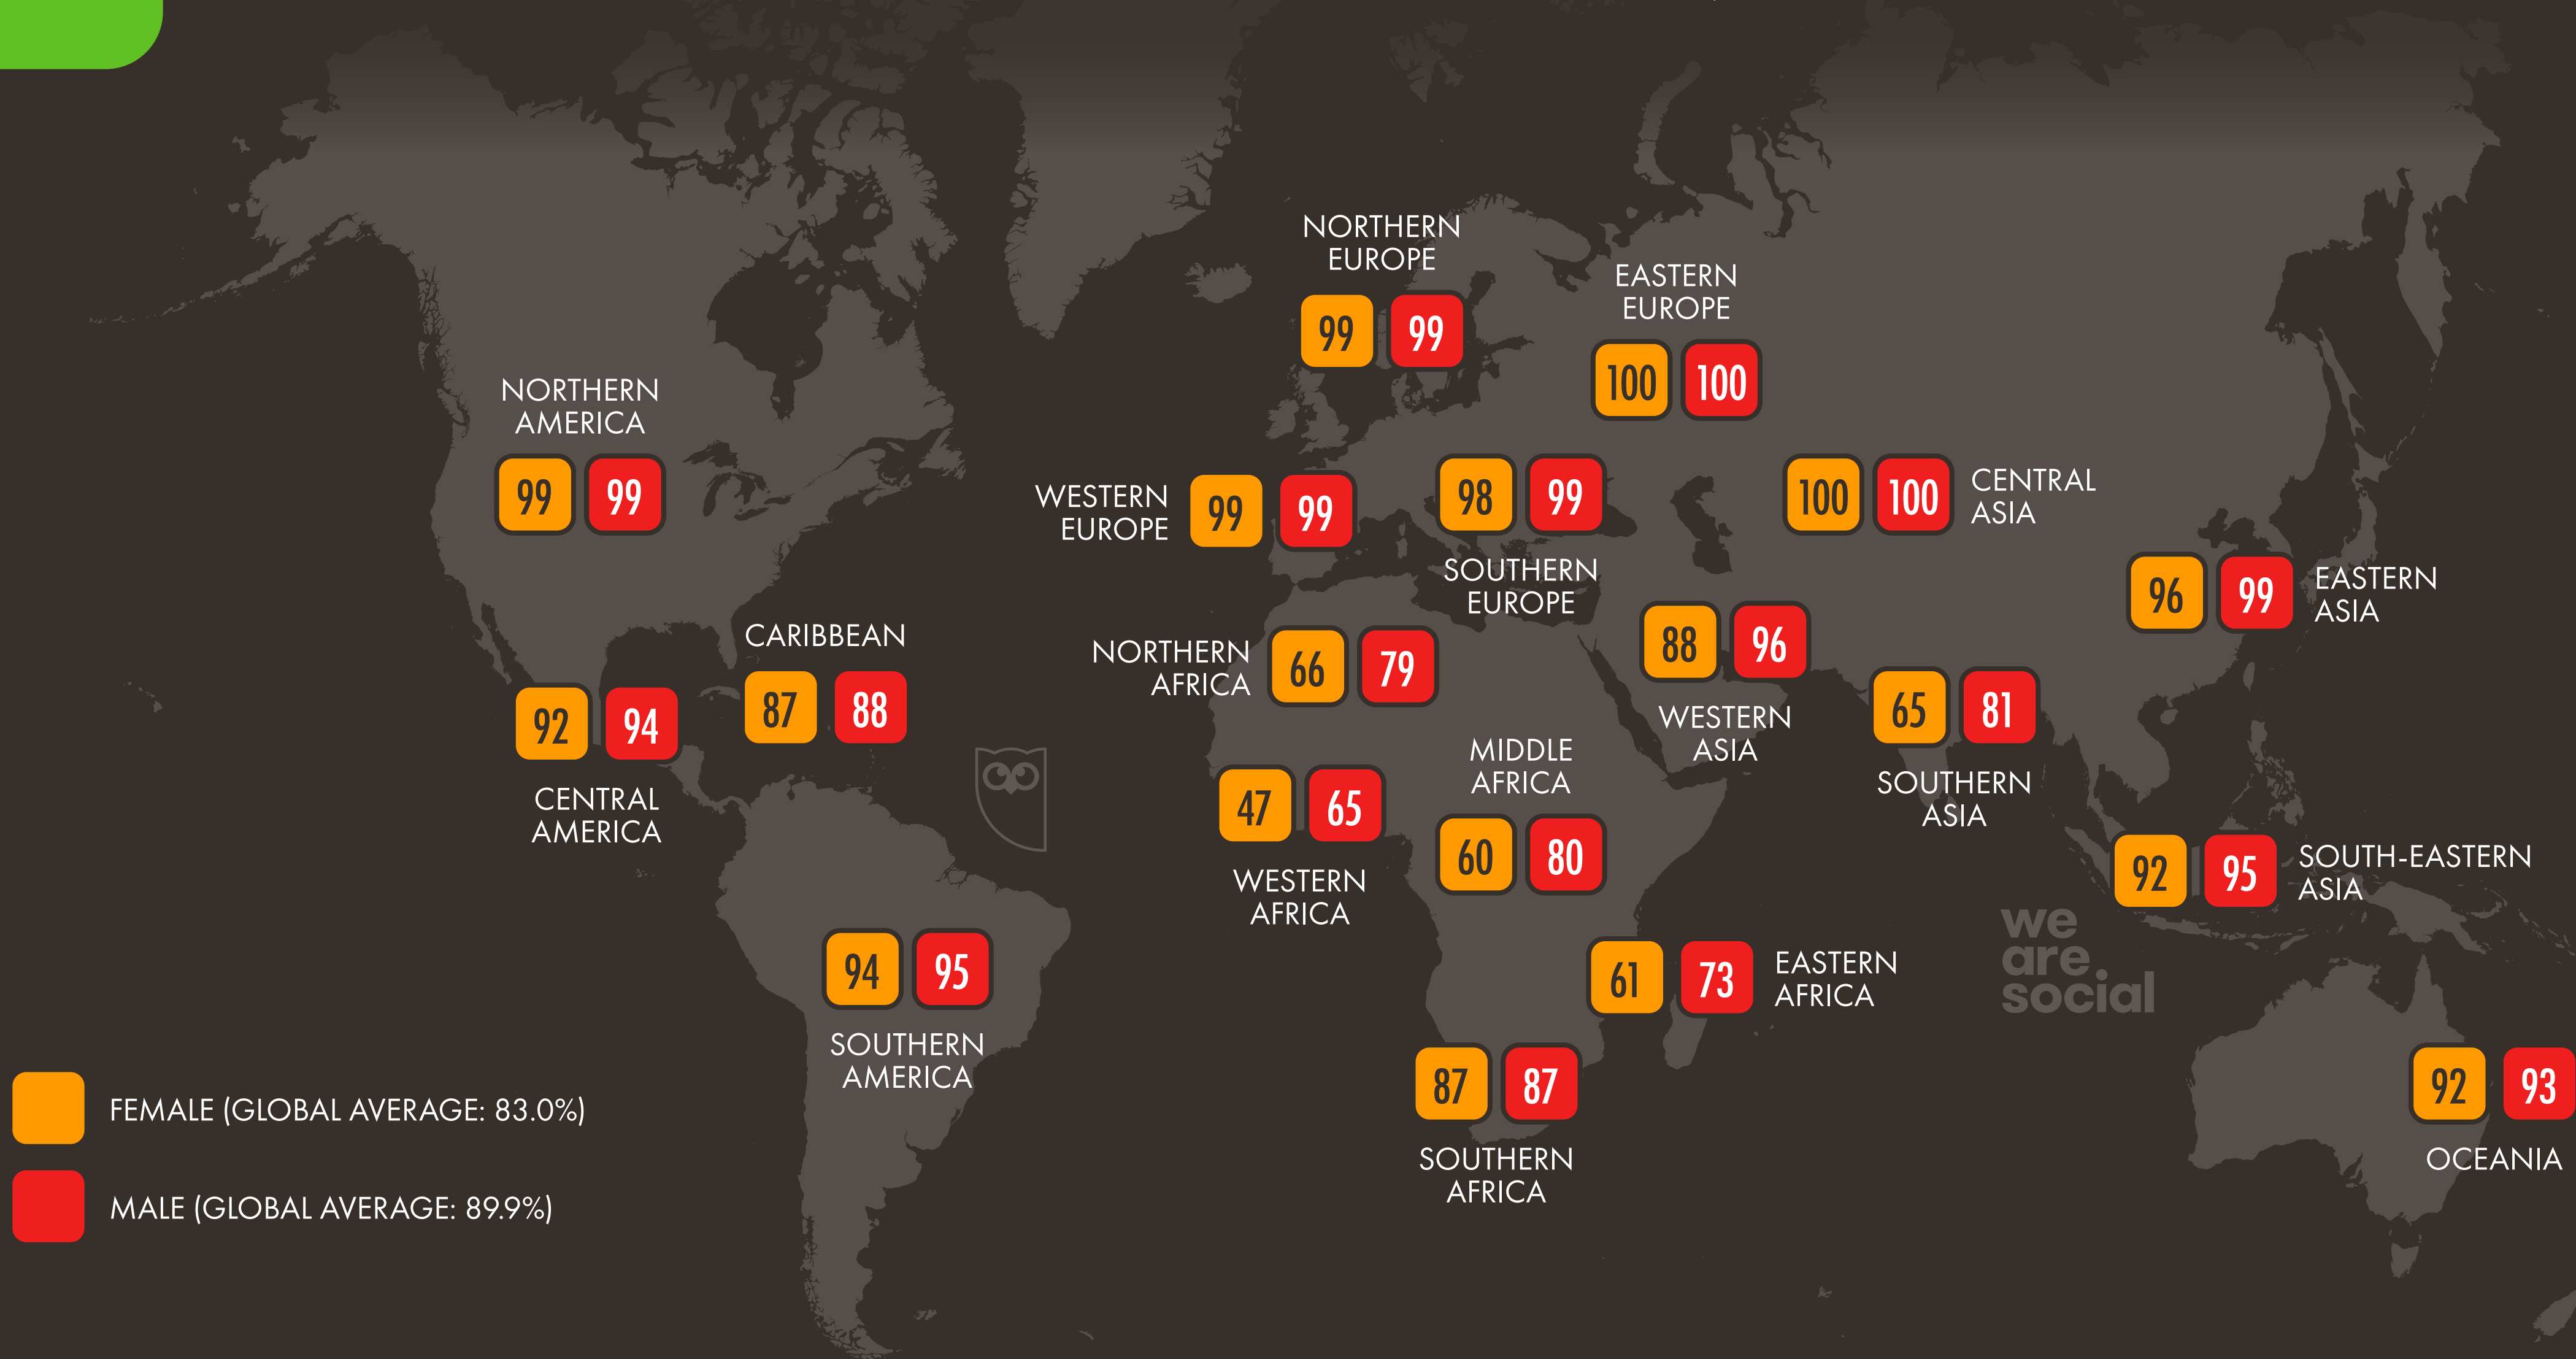 NORTHERN
EUROPE
99 99
EASTERN
EUROPE
100 100
NORTHERN
AMERICA
99 99
WESTERN
EUROPE
99 99
98 99
SOUTHERN
EUROPE
100 100
CENTRAL
ASIA
96 99
EASTERN
ASIA
CARIBBEAN
87 88
92 94
CENTRAL
AMERICA
NORTHERN
AFRICA
66 79
88 96
WESTERN
ASIA
65 81
SOUTHERN
ASIA
47 65
WESTERN
AFRICA
MIDDLE
AFRICA
60 80
92 95
SOUTH-EASTERN
ASIA
94 95
SOUTHERN
AMERICA
61 73
EASTERN
AFRICA
we
are
social
87 87
SOUTHERN
AFRICA
92 93
OCEANIA
FEMALE (GLOBAL AVERAGE: 83.0%)
MALE (GLOBAL AVERAGE: 89.9%)